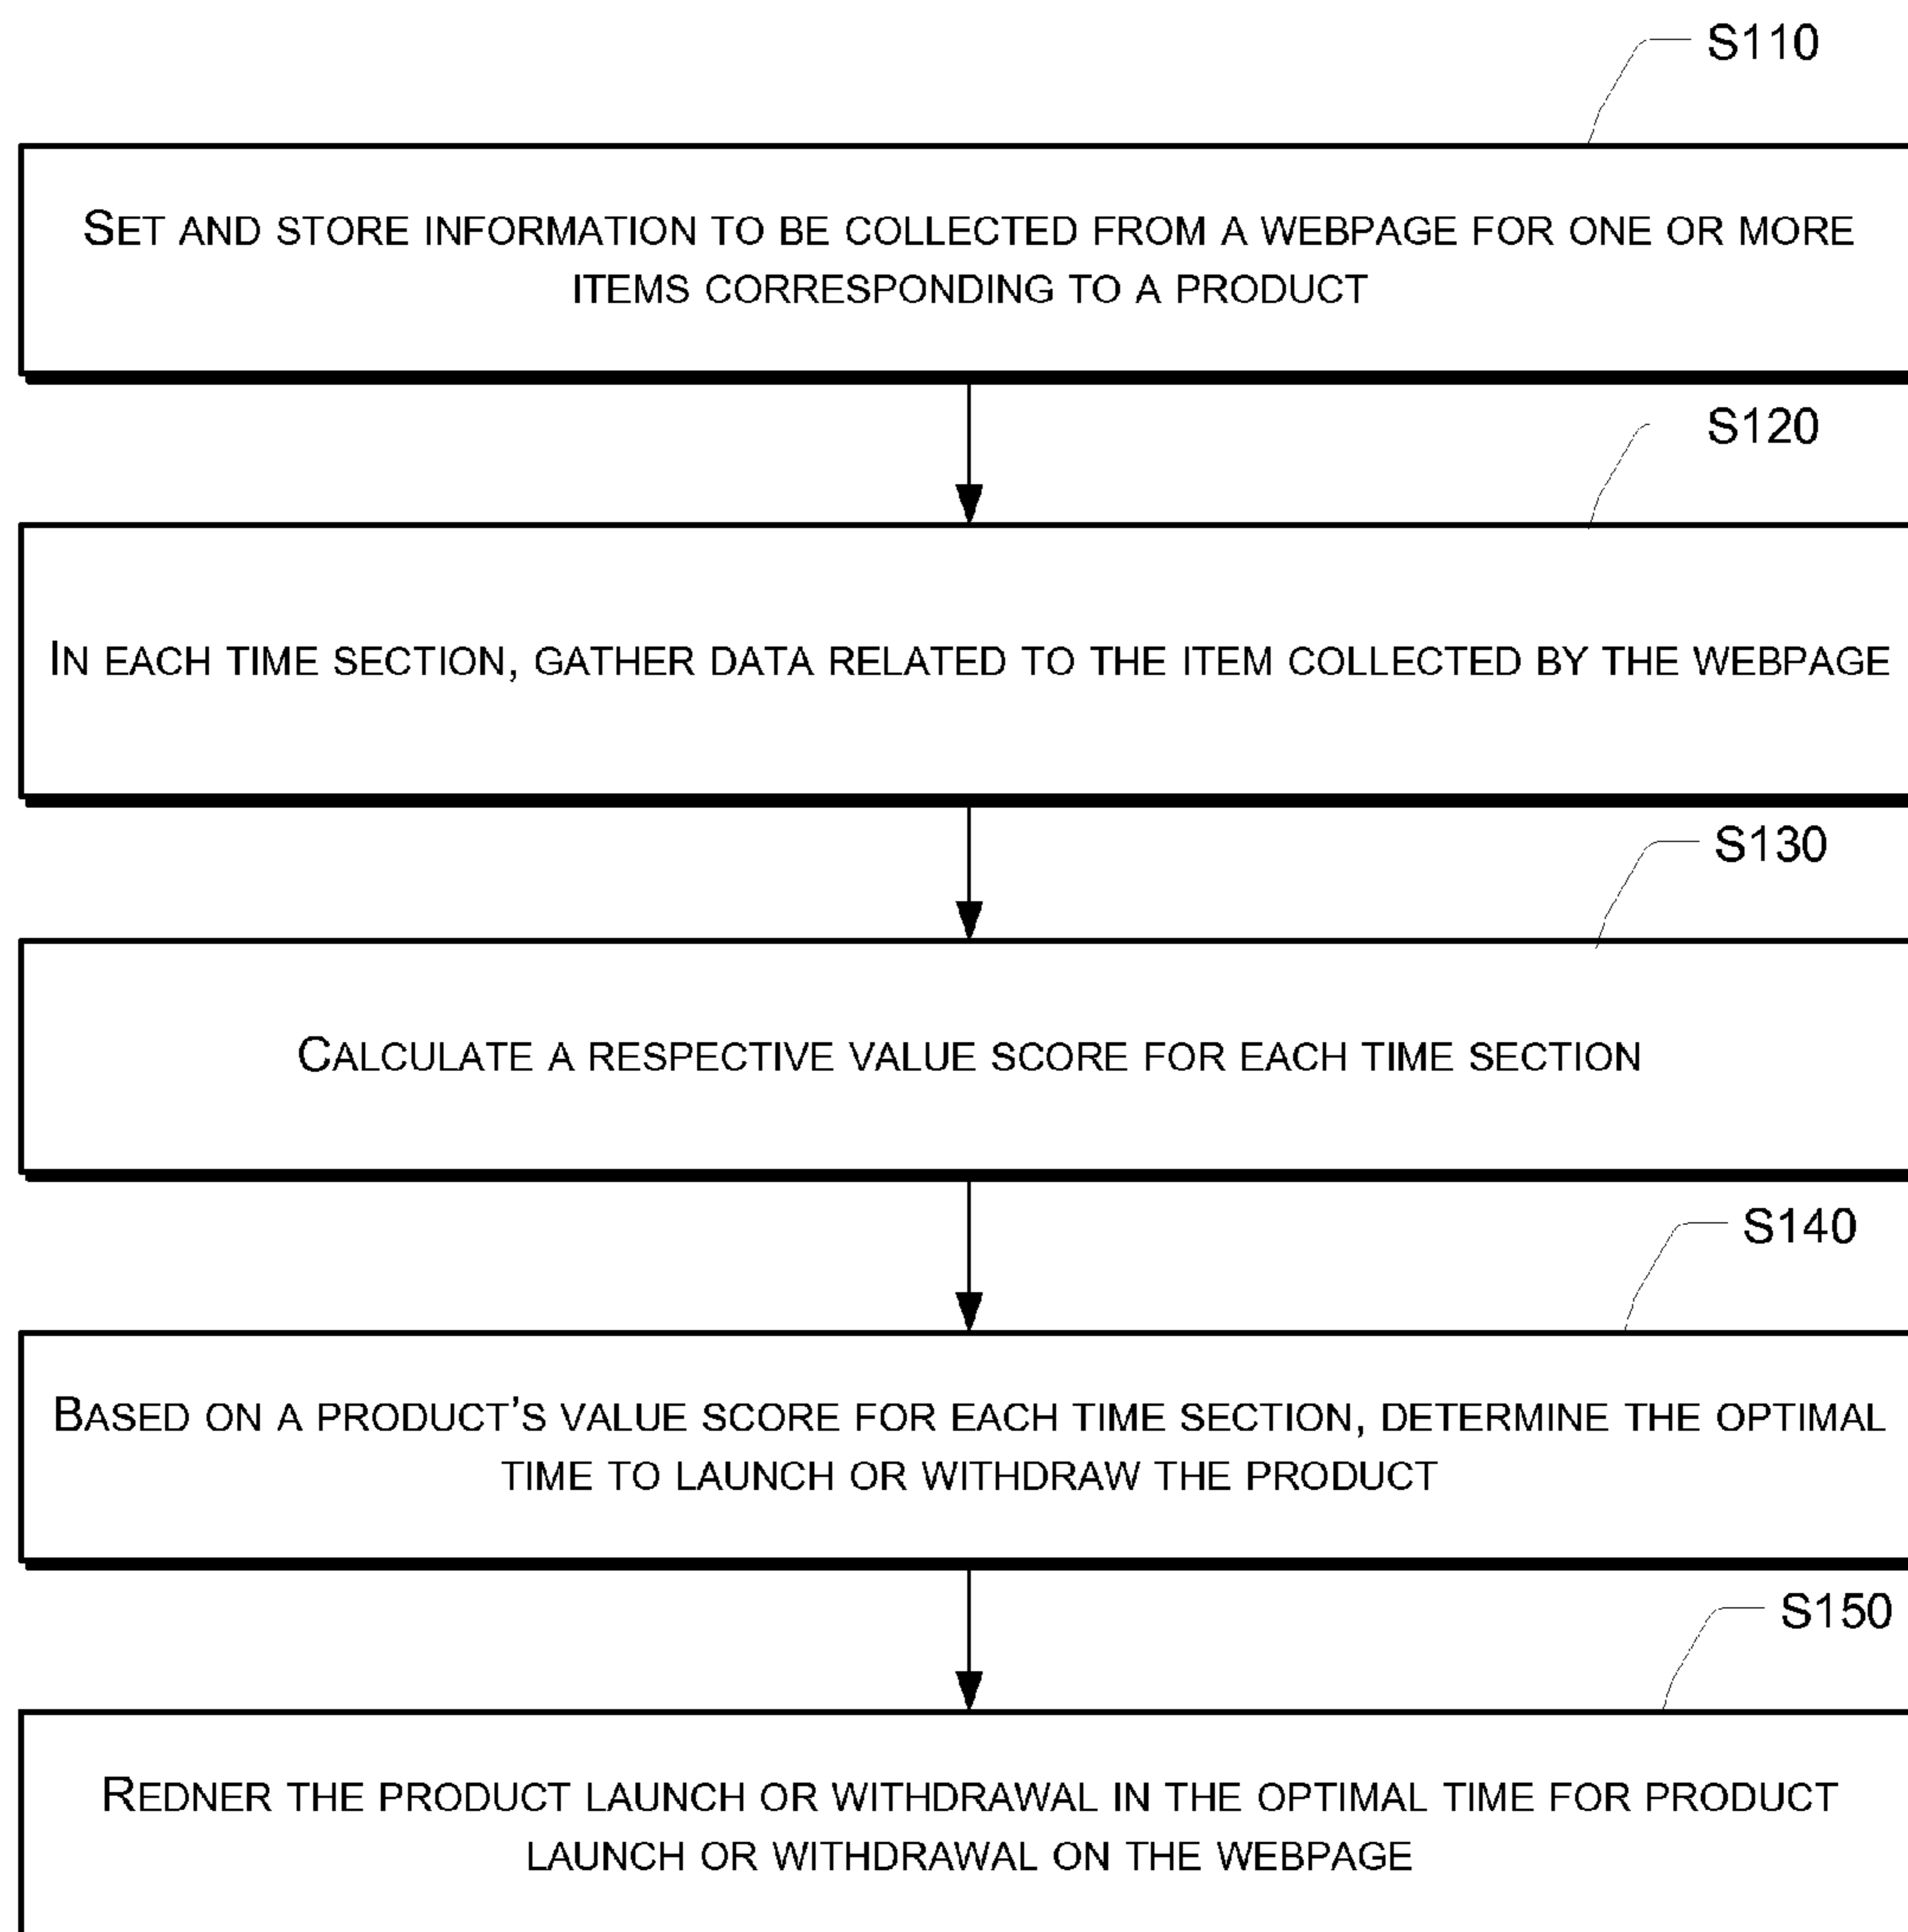 S110
SET AND STORE INFORMATION TO BE COLLECTED FROM A WEBPAGE FOR ONE OR MORE
ITEMS CORRESPONDING TO A PRODUCT
S120
IN EACH TIME SECTION, GATHER DATA RELATED TO THE ITEM COLLECTED BY THE WEBPAGE
S130
CALCULATE A RESPECTIVE VALUE SCORE FOR EACH TIME SECTION
S140
BASED ON A PRODUCT’S VALUE SCORE FOR EACH TIME SECTION, DETERMINE THE OPTIMAL
TIME TO LAUNCH OR WITHDRAW THE PRODUCT
S150
REDNER THE PRODUCT LAUNCH OR WITHDRAWAL IN THE OPTIMAL TIME FOR PRODUCT
LAUNCH OR WITHDRAWAL ON THE WEBPAGE